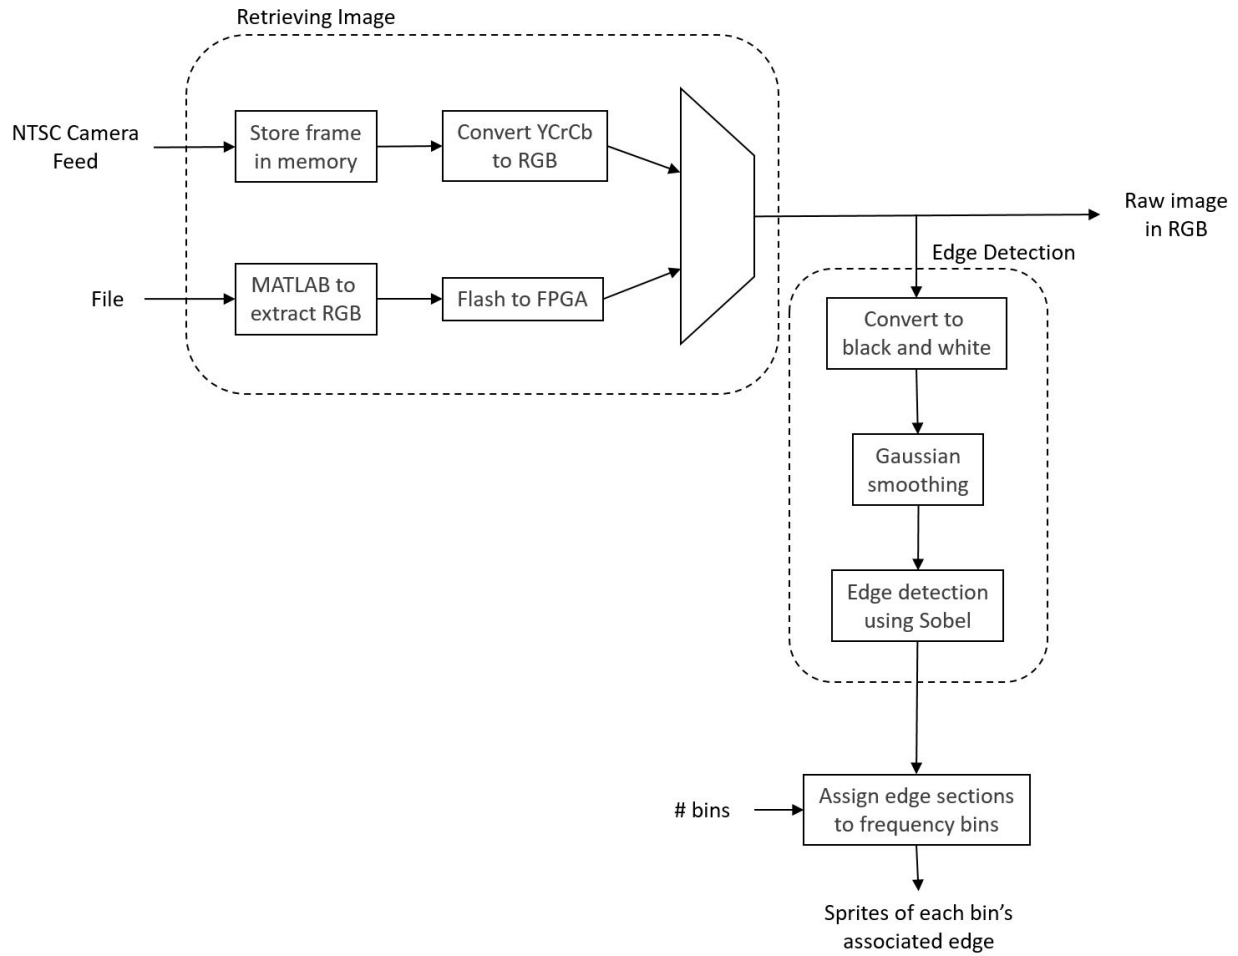 Retrieving Image
NTSC Camera
Feed
Store frame
in memory
Convert YCrCb
to RGB
File
MATLAB to
extract RGB
Flash to FPGA
Raw image
in RGB
Edge Detection
Convert to
black and white
Gaussian
smoothing
Edge detection
using Sobel
# bins
Assign edge sections
to frequency bins
Sprites of each bin’s
associated edge